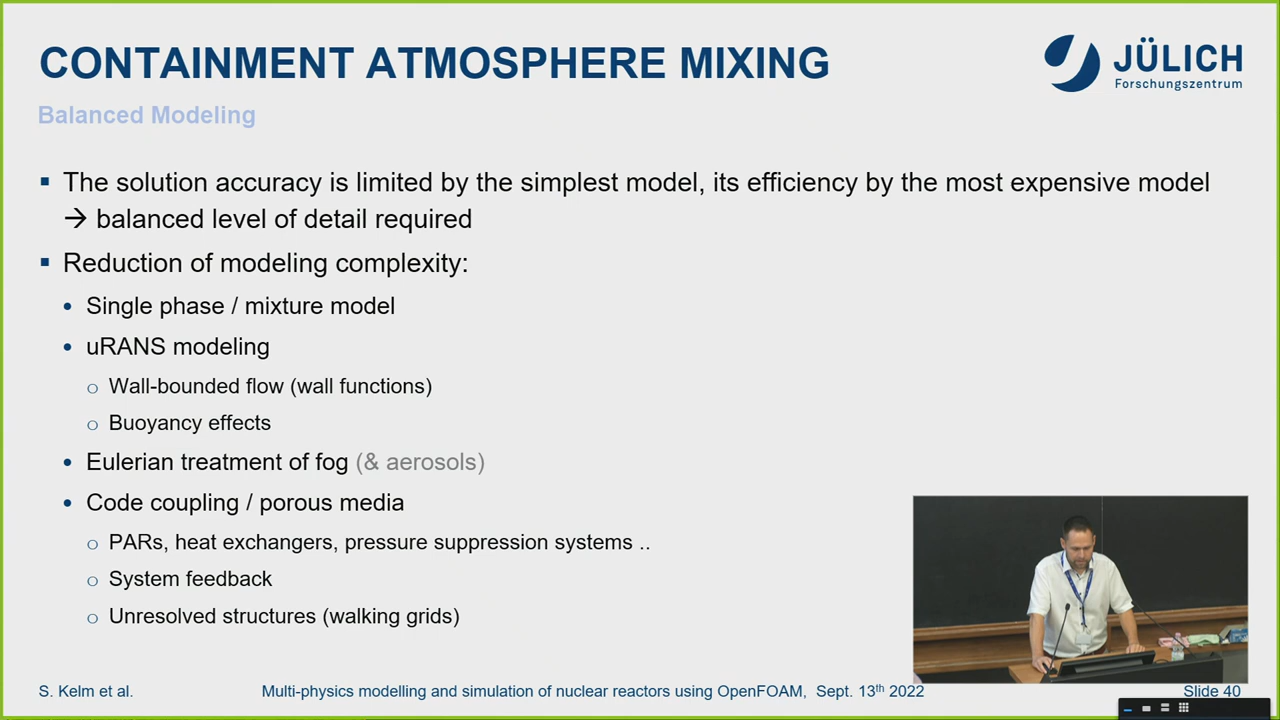 CONTAINMENT ATMOSPHERE MIXING
JÜLICH
Forschungszentrum
Balanced Modeling
▪ The solution accuracy is limited by the simplest model, its efficiency by the most expensive model
→ balanced level of detail required
▪ Reduction of modeling complexity:
• Single phase / mixture model
• uRANS modeling
o Wall-bounded flow (wall functions)
o Buoyancy effects
• Eulerian treatment of fog (& aerosols)
• Code coupling / porous media
o PARs, heat exchangers, pressure suppression systems ..
o System feedback
o Unresolved structures (walking grids)
S. Kelm et al.
Multi-physics modelling and simulation of nuclear reactors using OpenFOAM, Sept. 13th 2022
Slide 40